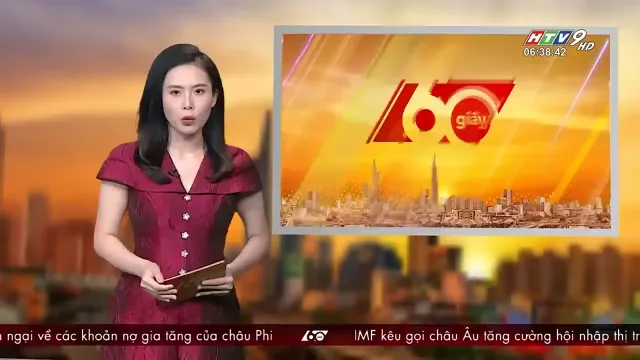 HTV9 HD
06:38:42
60
giây
n ngại về các khoản nợ gia tăng của châu Phi 60 IMF kêu gọi châu Âu tăng cường hội nhập thị tr